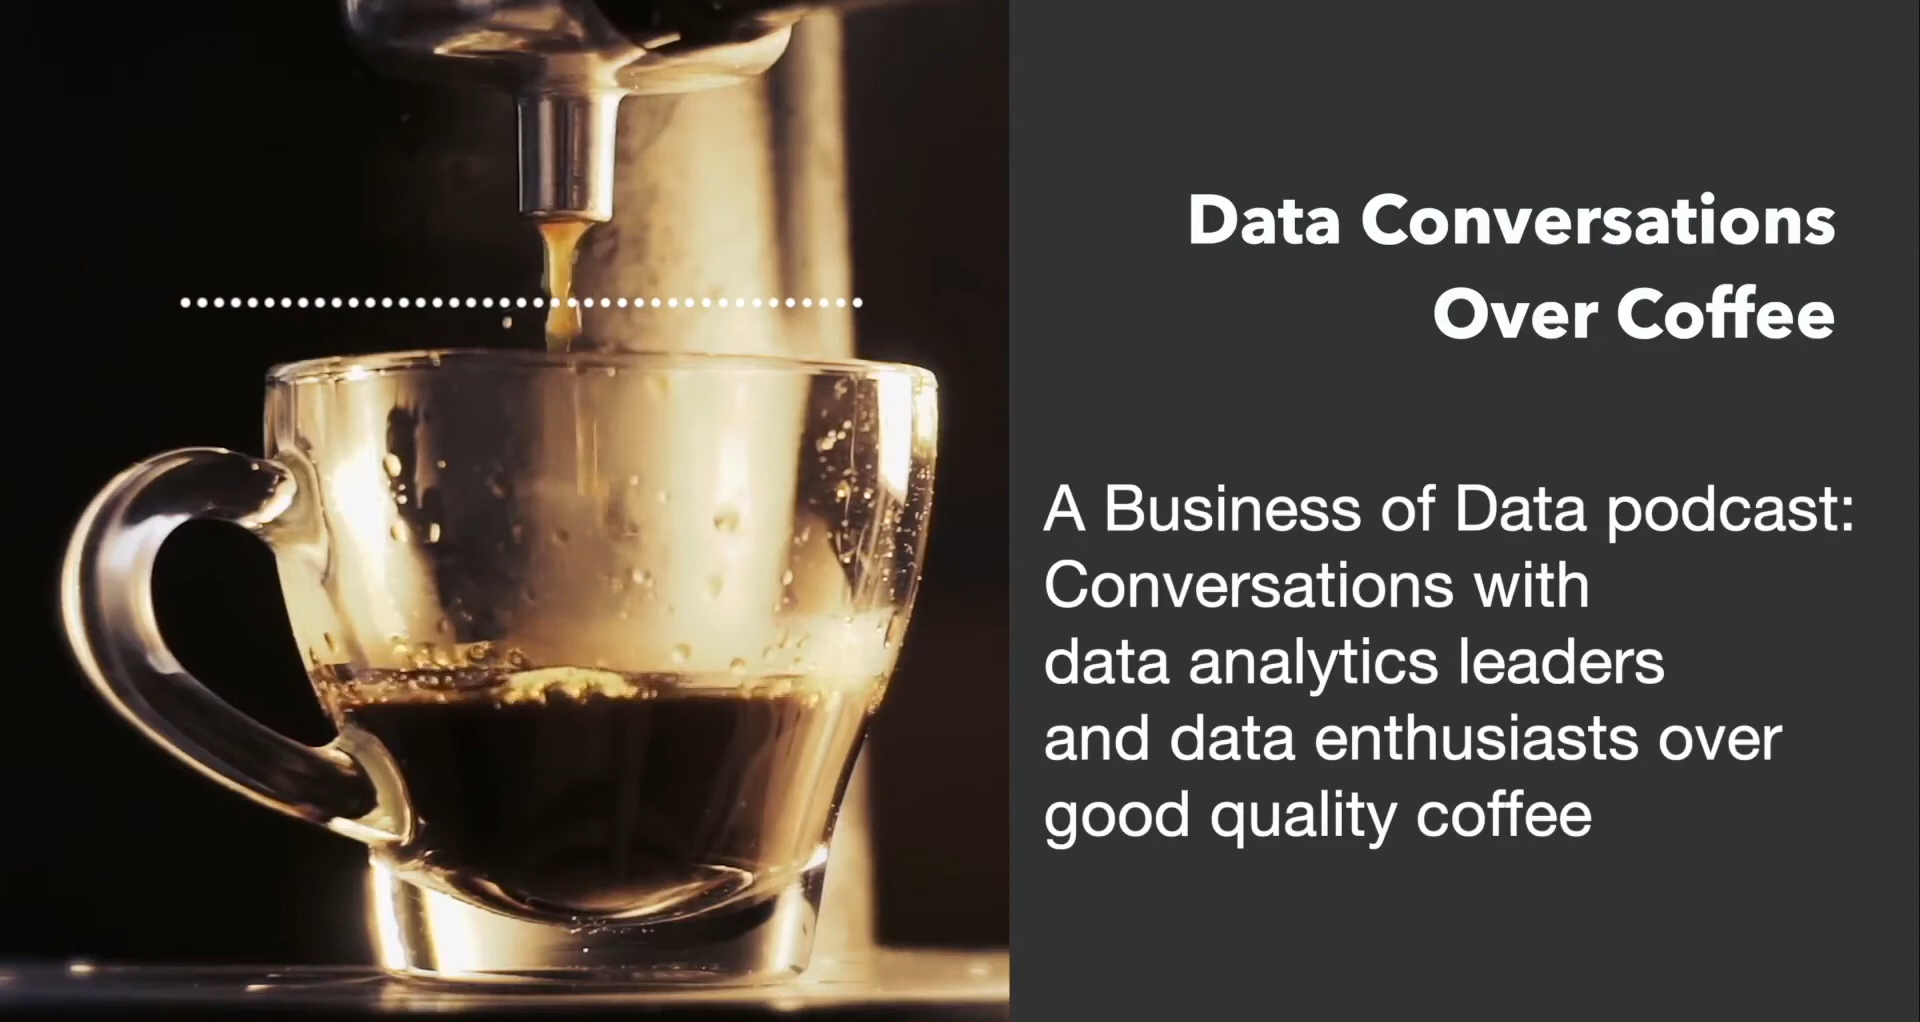 Data Conversations
Over Coffee
A Business of Data podcast:
Conversations with
data analytics leaders
and data enthusiasts over
good quality coffee